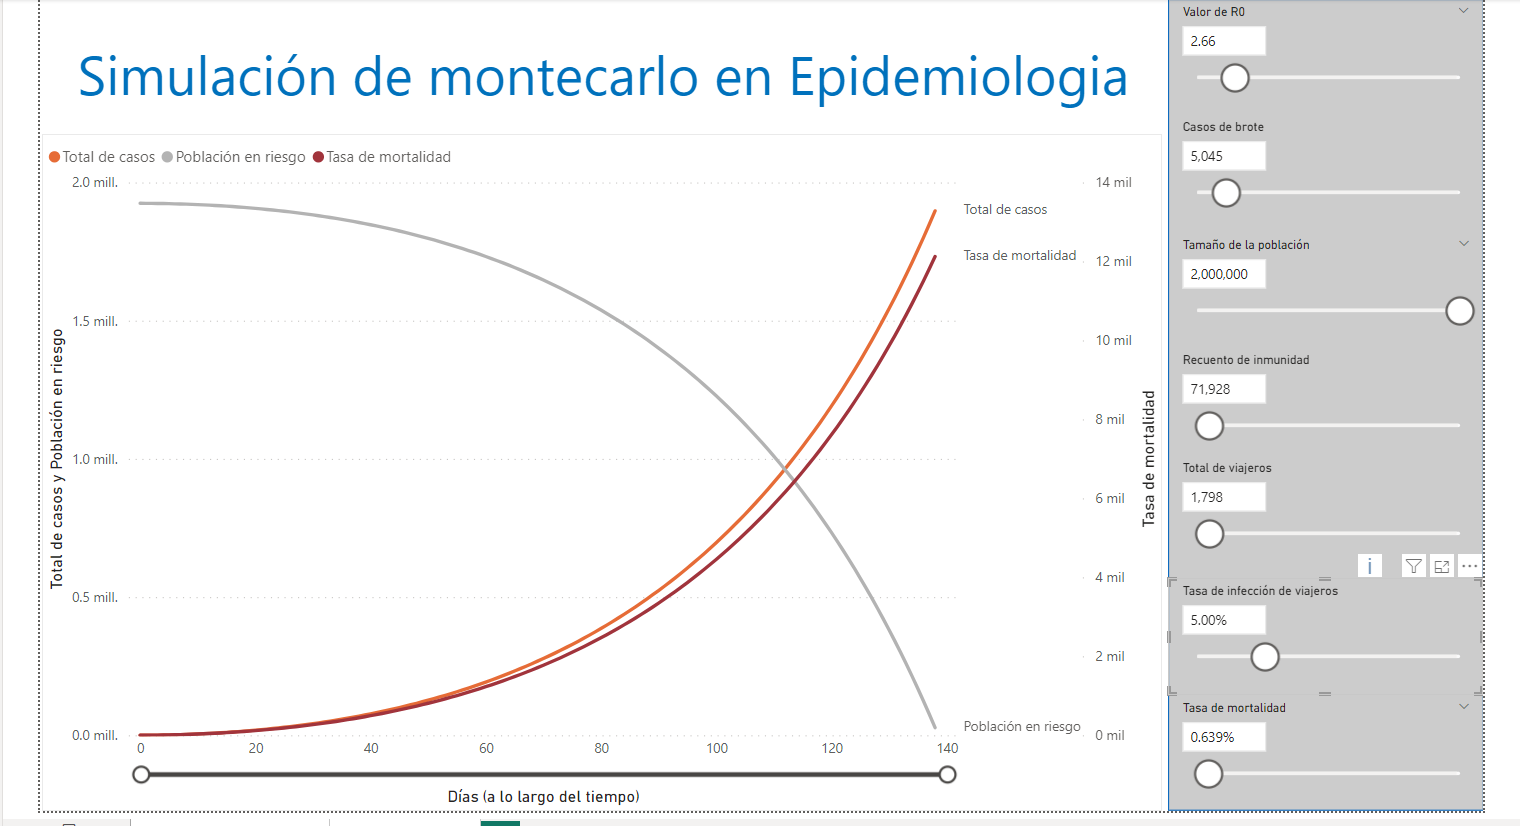 Simulación de montecarlo en Epidemiologia
Total de casos Población en riesgo Tasa de mortalidad
2.0 mill.
1.5 mill.
1.0 mill.
0.5 mill.
0.0 mill.
Total de casos y Población en riesgo
14 mil
12 mil
10 mil
8 mil
6 mil
4 mil
2 mil
0 mil
Tasa de mortalidad
Total de casos
Tasa de mortalidad
Población en riesgo
0 20 40 60 80 100 120 140
Días (a lo largo del tiempo)
Valor de R0
2.66
Casos de brote
5,045
Tamaño de la población
2,000,000
Recuento de inmunidad
71,928
Total de viajeros
1,798
Tasa de infección de viajeros
5.00%
Tasa de mortalidad
0.639%